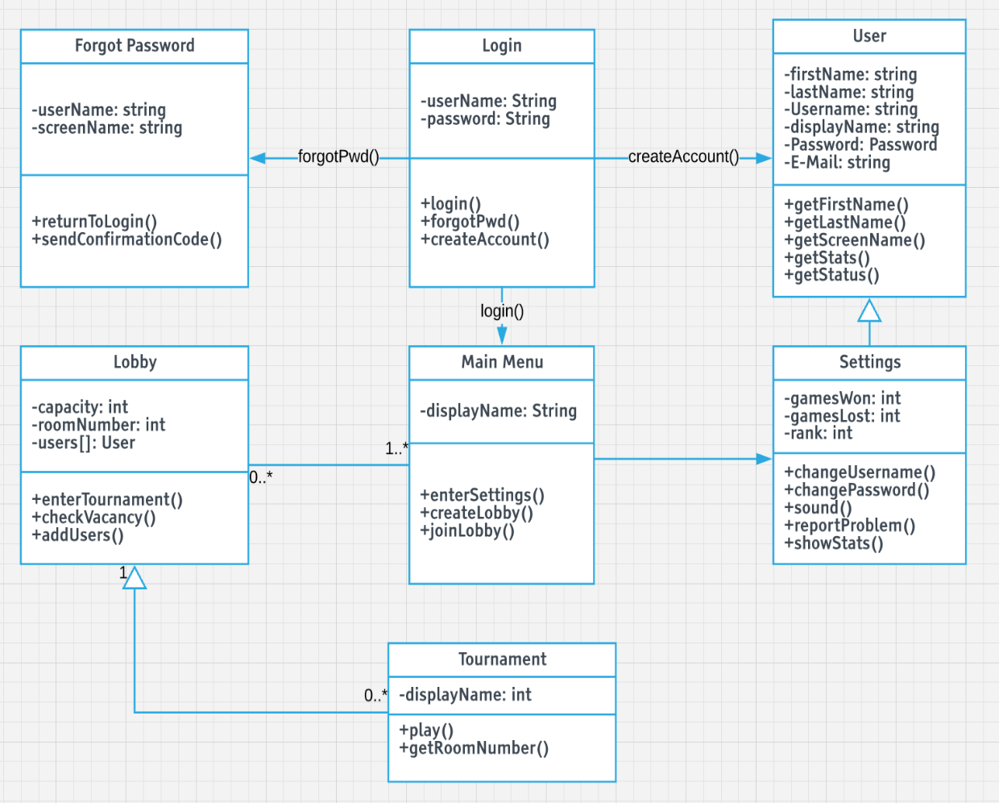 Forgot Password
-userName: string
-screenName: string
+returnToLogin()
+sendConfirmationCode()
forgotPwd()
Login
-userName: String
-password: String
+login()
+forgotPwd()
+createAccount()
createAccount()
User
-firstName: string
-lastName: string
-Username: string
-displayName: string
-Password: Password
-E-Mail: string
+getFirstName()
+getLastName()
+getScreenName()
+getStats()
+getStatus()
login()
Lobby
-capacity: int
-roomNumber: int
-users[]: User
+enterTournament()
+checkVacancy()
+addUsers()
1..*
0..*
Main Menu
-displayName: String
+enterSettings()
+createLobby()
+joinLobby()
Settings
-gamesWon: int
-gamesLost: int
-rank: int
+changeUsername()
+changePassword()
+sound()
+reportProblem()
+showStats()
1
0..*
Tournament
-displayName: int
+play()
+getRoomNumber()